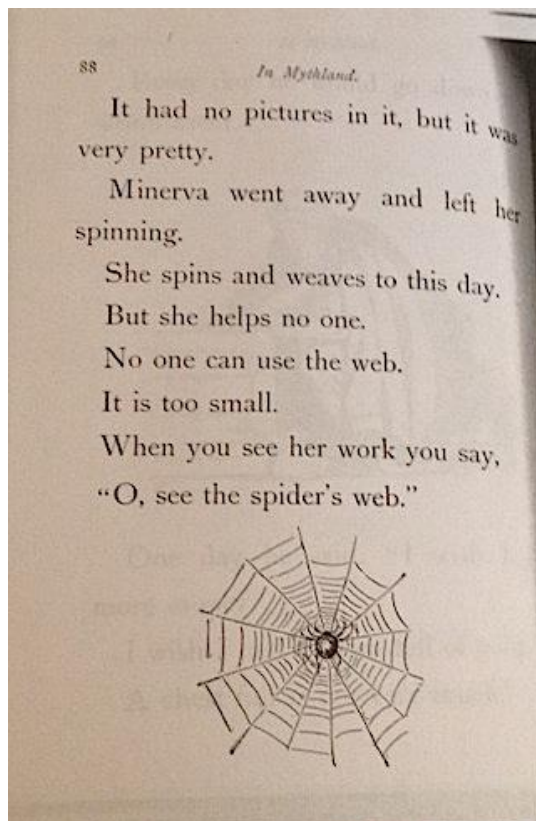 88
In Mythland.
It had no pictures in it, but it was
very pretty.
Minerva went away and left her
spinning.
She spins and weaves to this day.
But she helps no one.
No one can use the web.
It is too small.
When you see her work you say,
“O, see the spider’s web.”